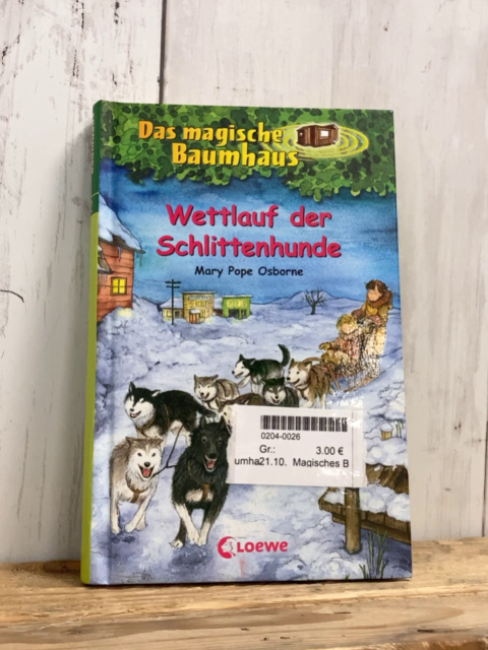 Das magische
Baumhaus
Wettlauf der
Schlittenhunde
Mary Pope Osborne
0204-0026
Gr.: 3.00 €
umha21.10. Magisches B
Loewe